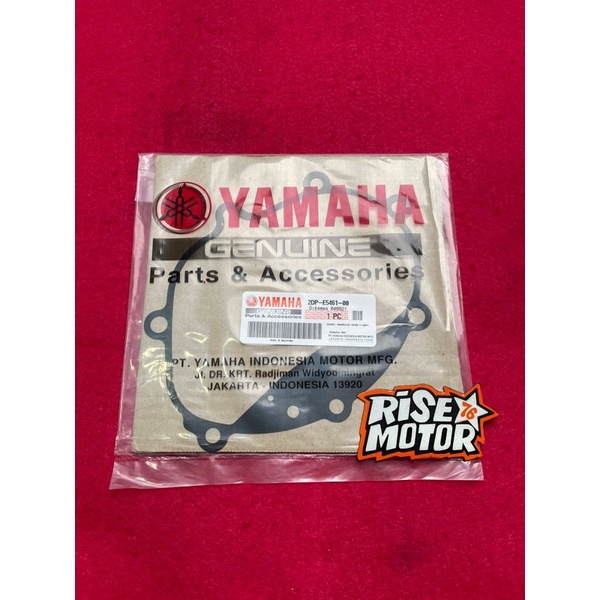 YAMAHA
GENUINE
Parts & Accessories
YAMAHA
GENUINE
Parts & Accessories
2DP-E5461-00
1 PC
PT. YAMAHA INDONESIA MOTOR MFG.
Jl. DR. KRT. Radjiman Widyodiningrat
JAKARTA - INDONESIA 13920
RiSE 76
MOTOR